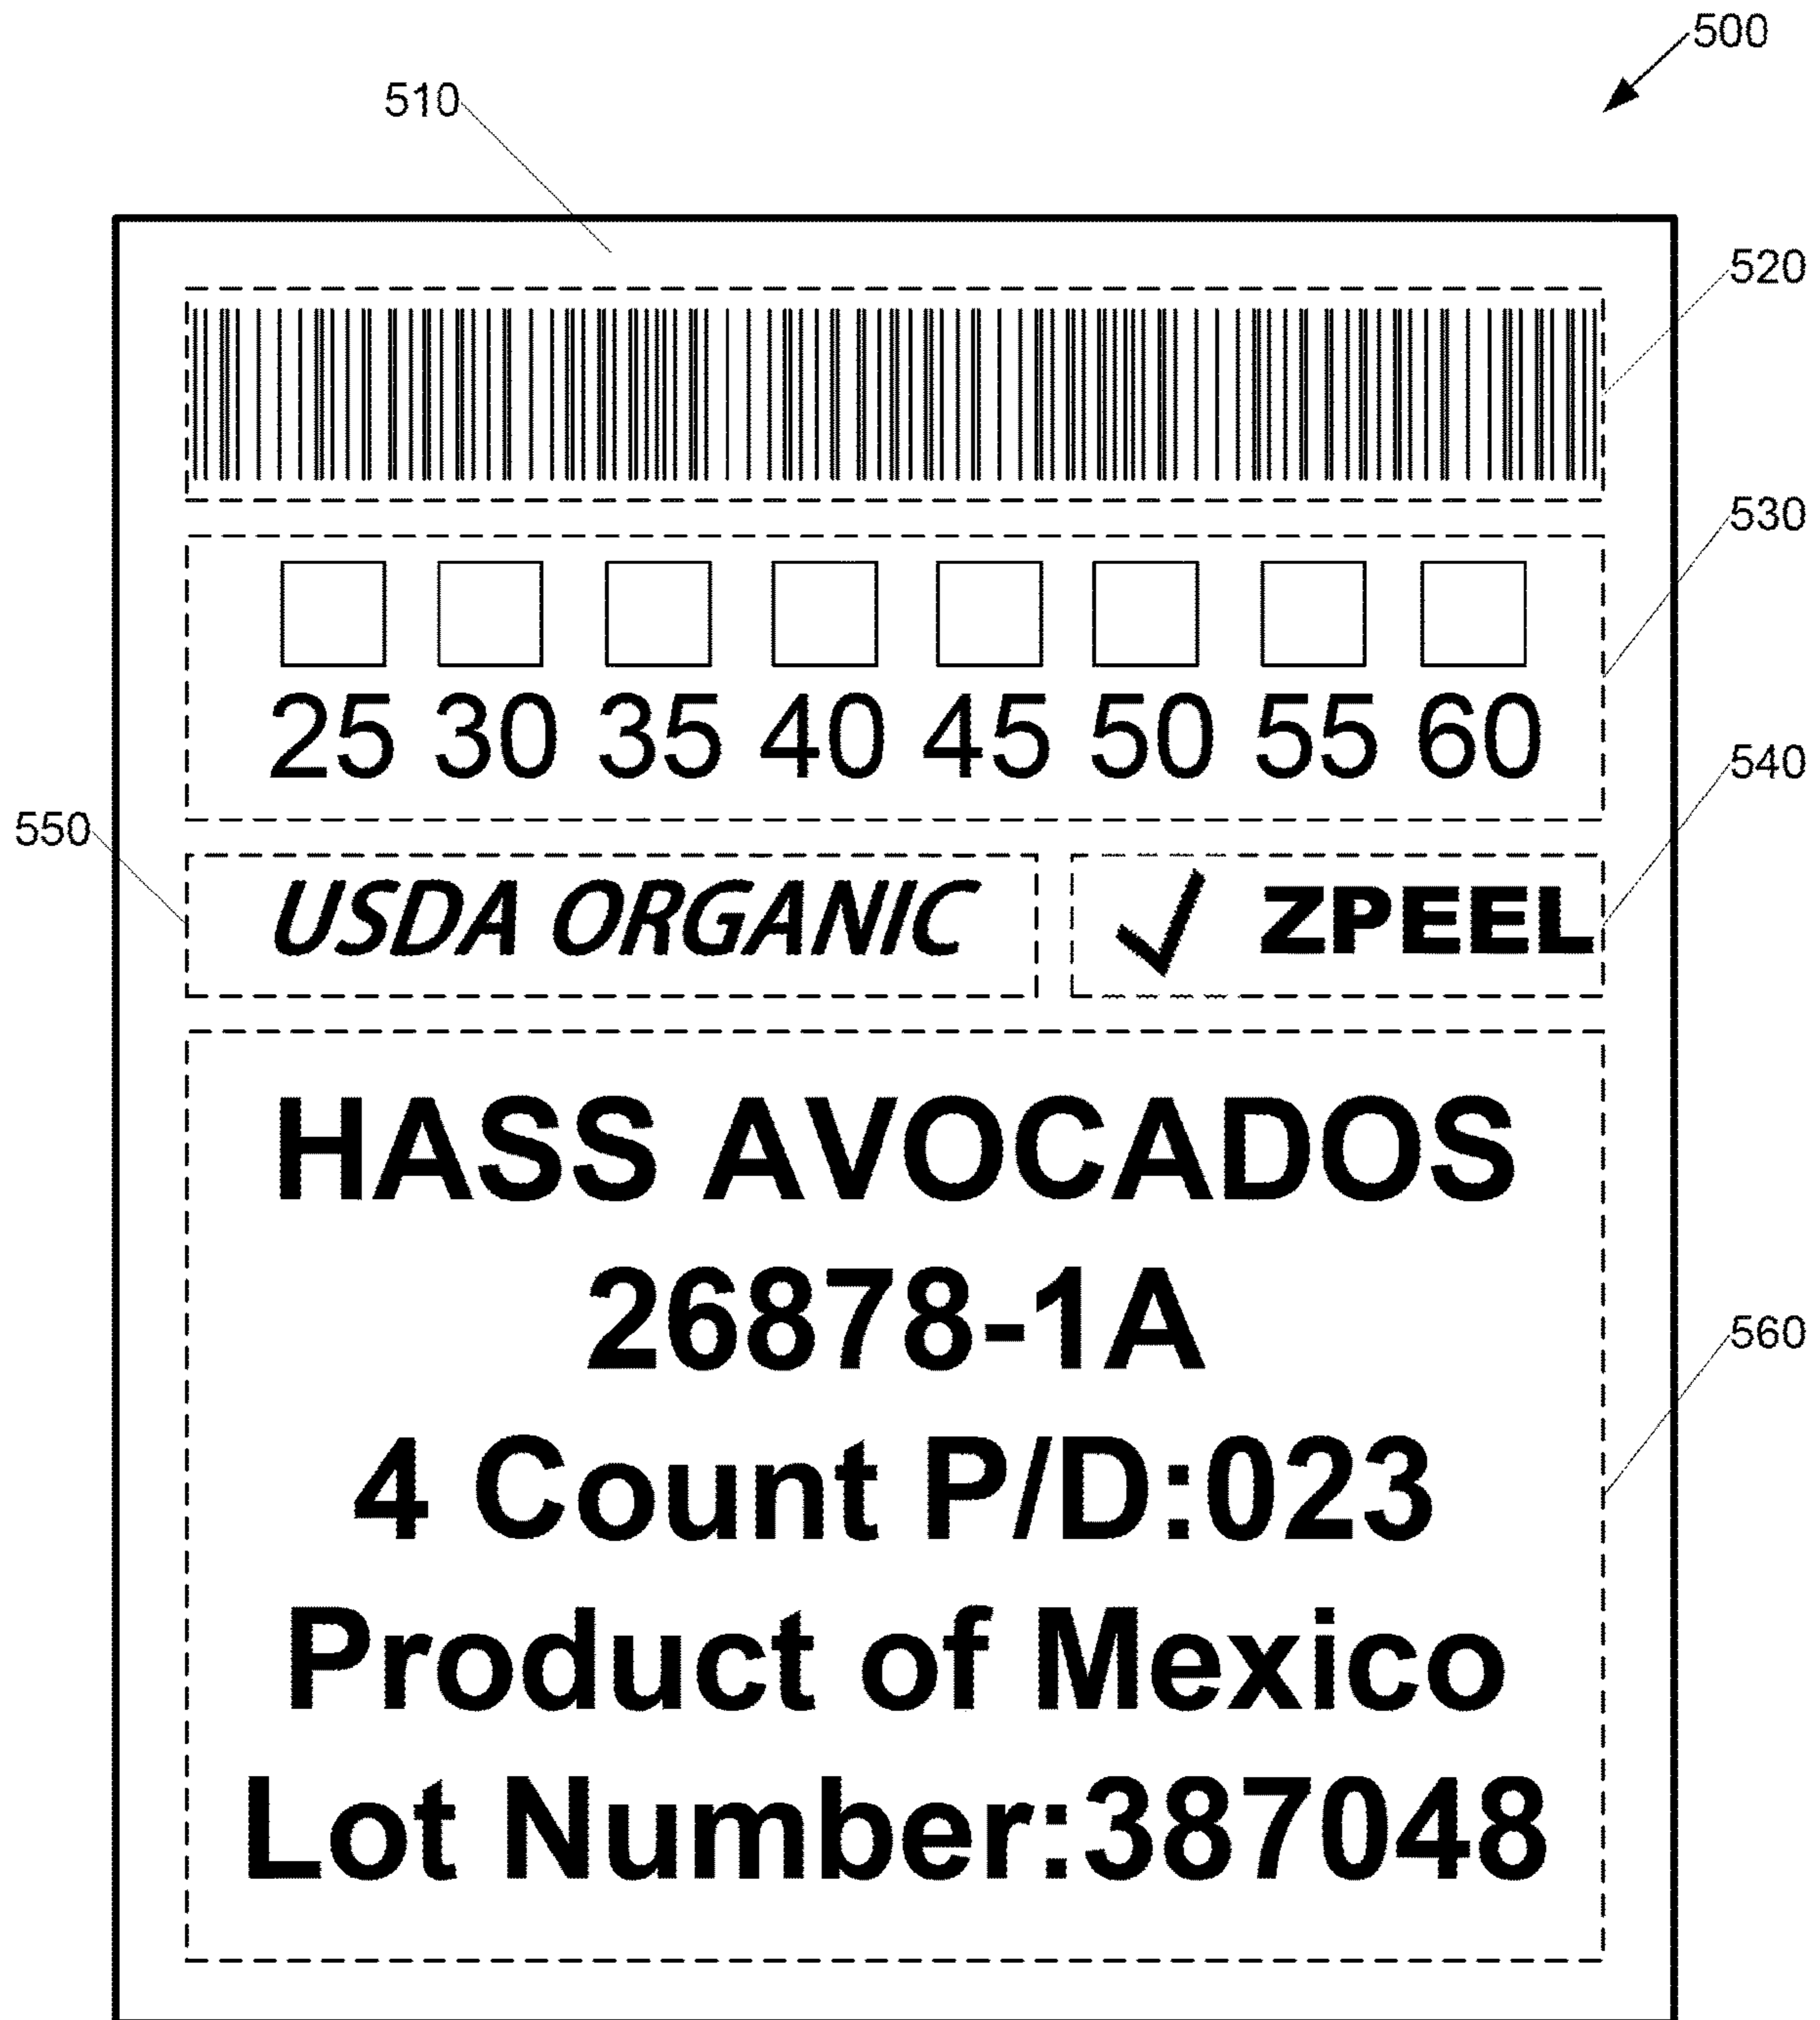 500
510
520
530
25 30 35 40 45 50 55 60
540
550
USDA ORGANIC ZPEEL
HASS AVOCADOS
26878-1A
560
4 Count P/D:023
Product of Mexico
Lot Number:387048